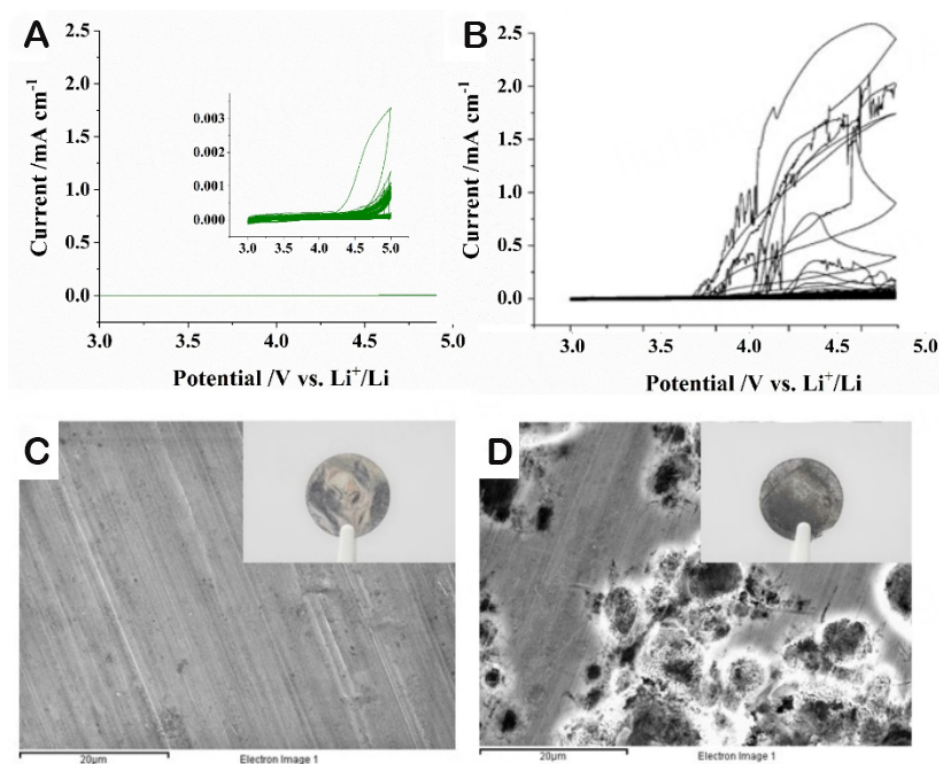 A
2.5
2.0
1.5
1.0
0.5
0.0
Current /mA cm⁻¹
0.003
0.002
0.001
0.000
3.0 3.5 4.0 4.5 5.0
3.0 3.5 4.0 4.5 5.0
Potential /V vs. Li⁺/Li
B
2.5
2.0
1.5
1.0
0.5
0.0
Current /mA cm⁻¹
3.0 3.5 4.0 4.5 5.0
Potential /V vs. Li⁺/Li
C
20μm
Electron Image 1
D
20μm
Electron Image 1